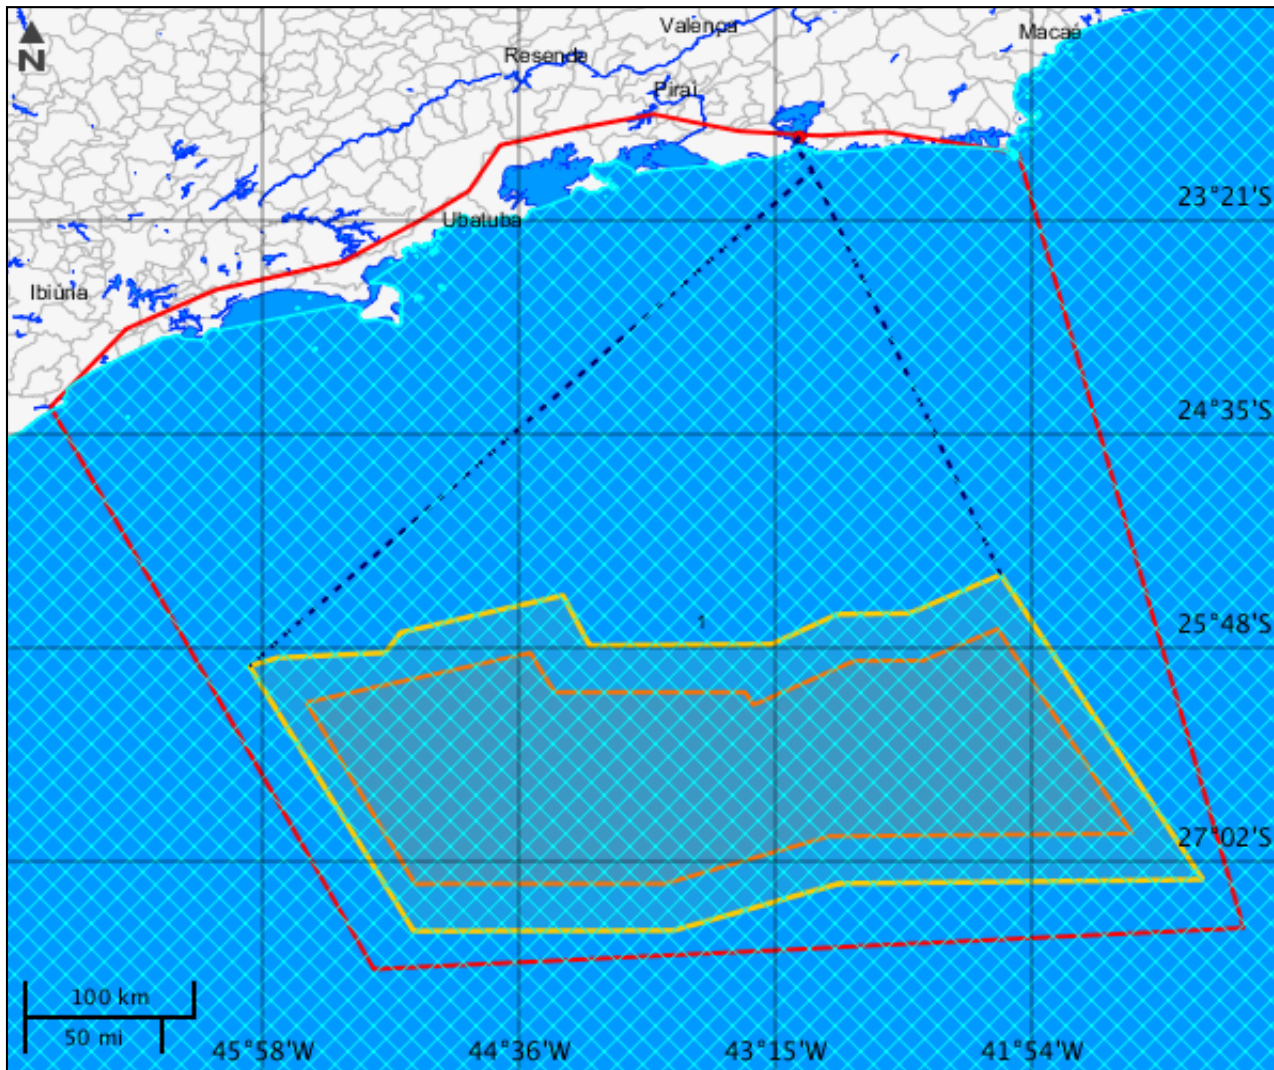 N
Valença
Macaé
Resende
Piraí
23°21'S
Ubatuba
Ibiúna
24°35'S
1
25°48'S
27°02'S
100 km
50 mi
45°58'W
44°36'W
43°15'W
41°54'W